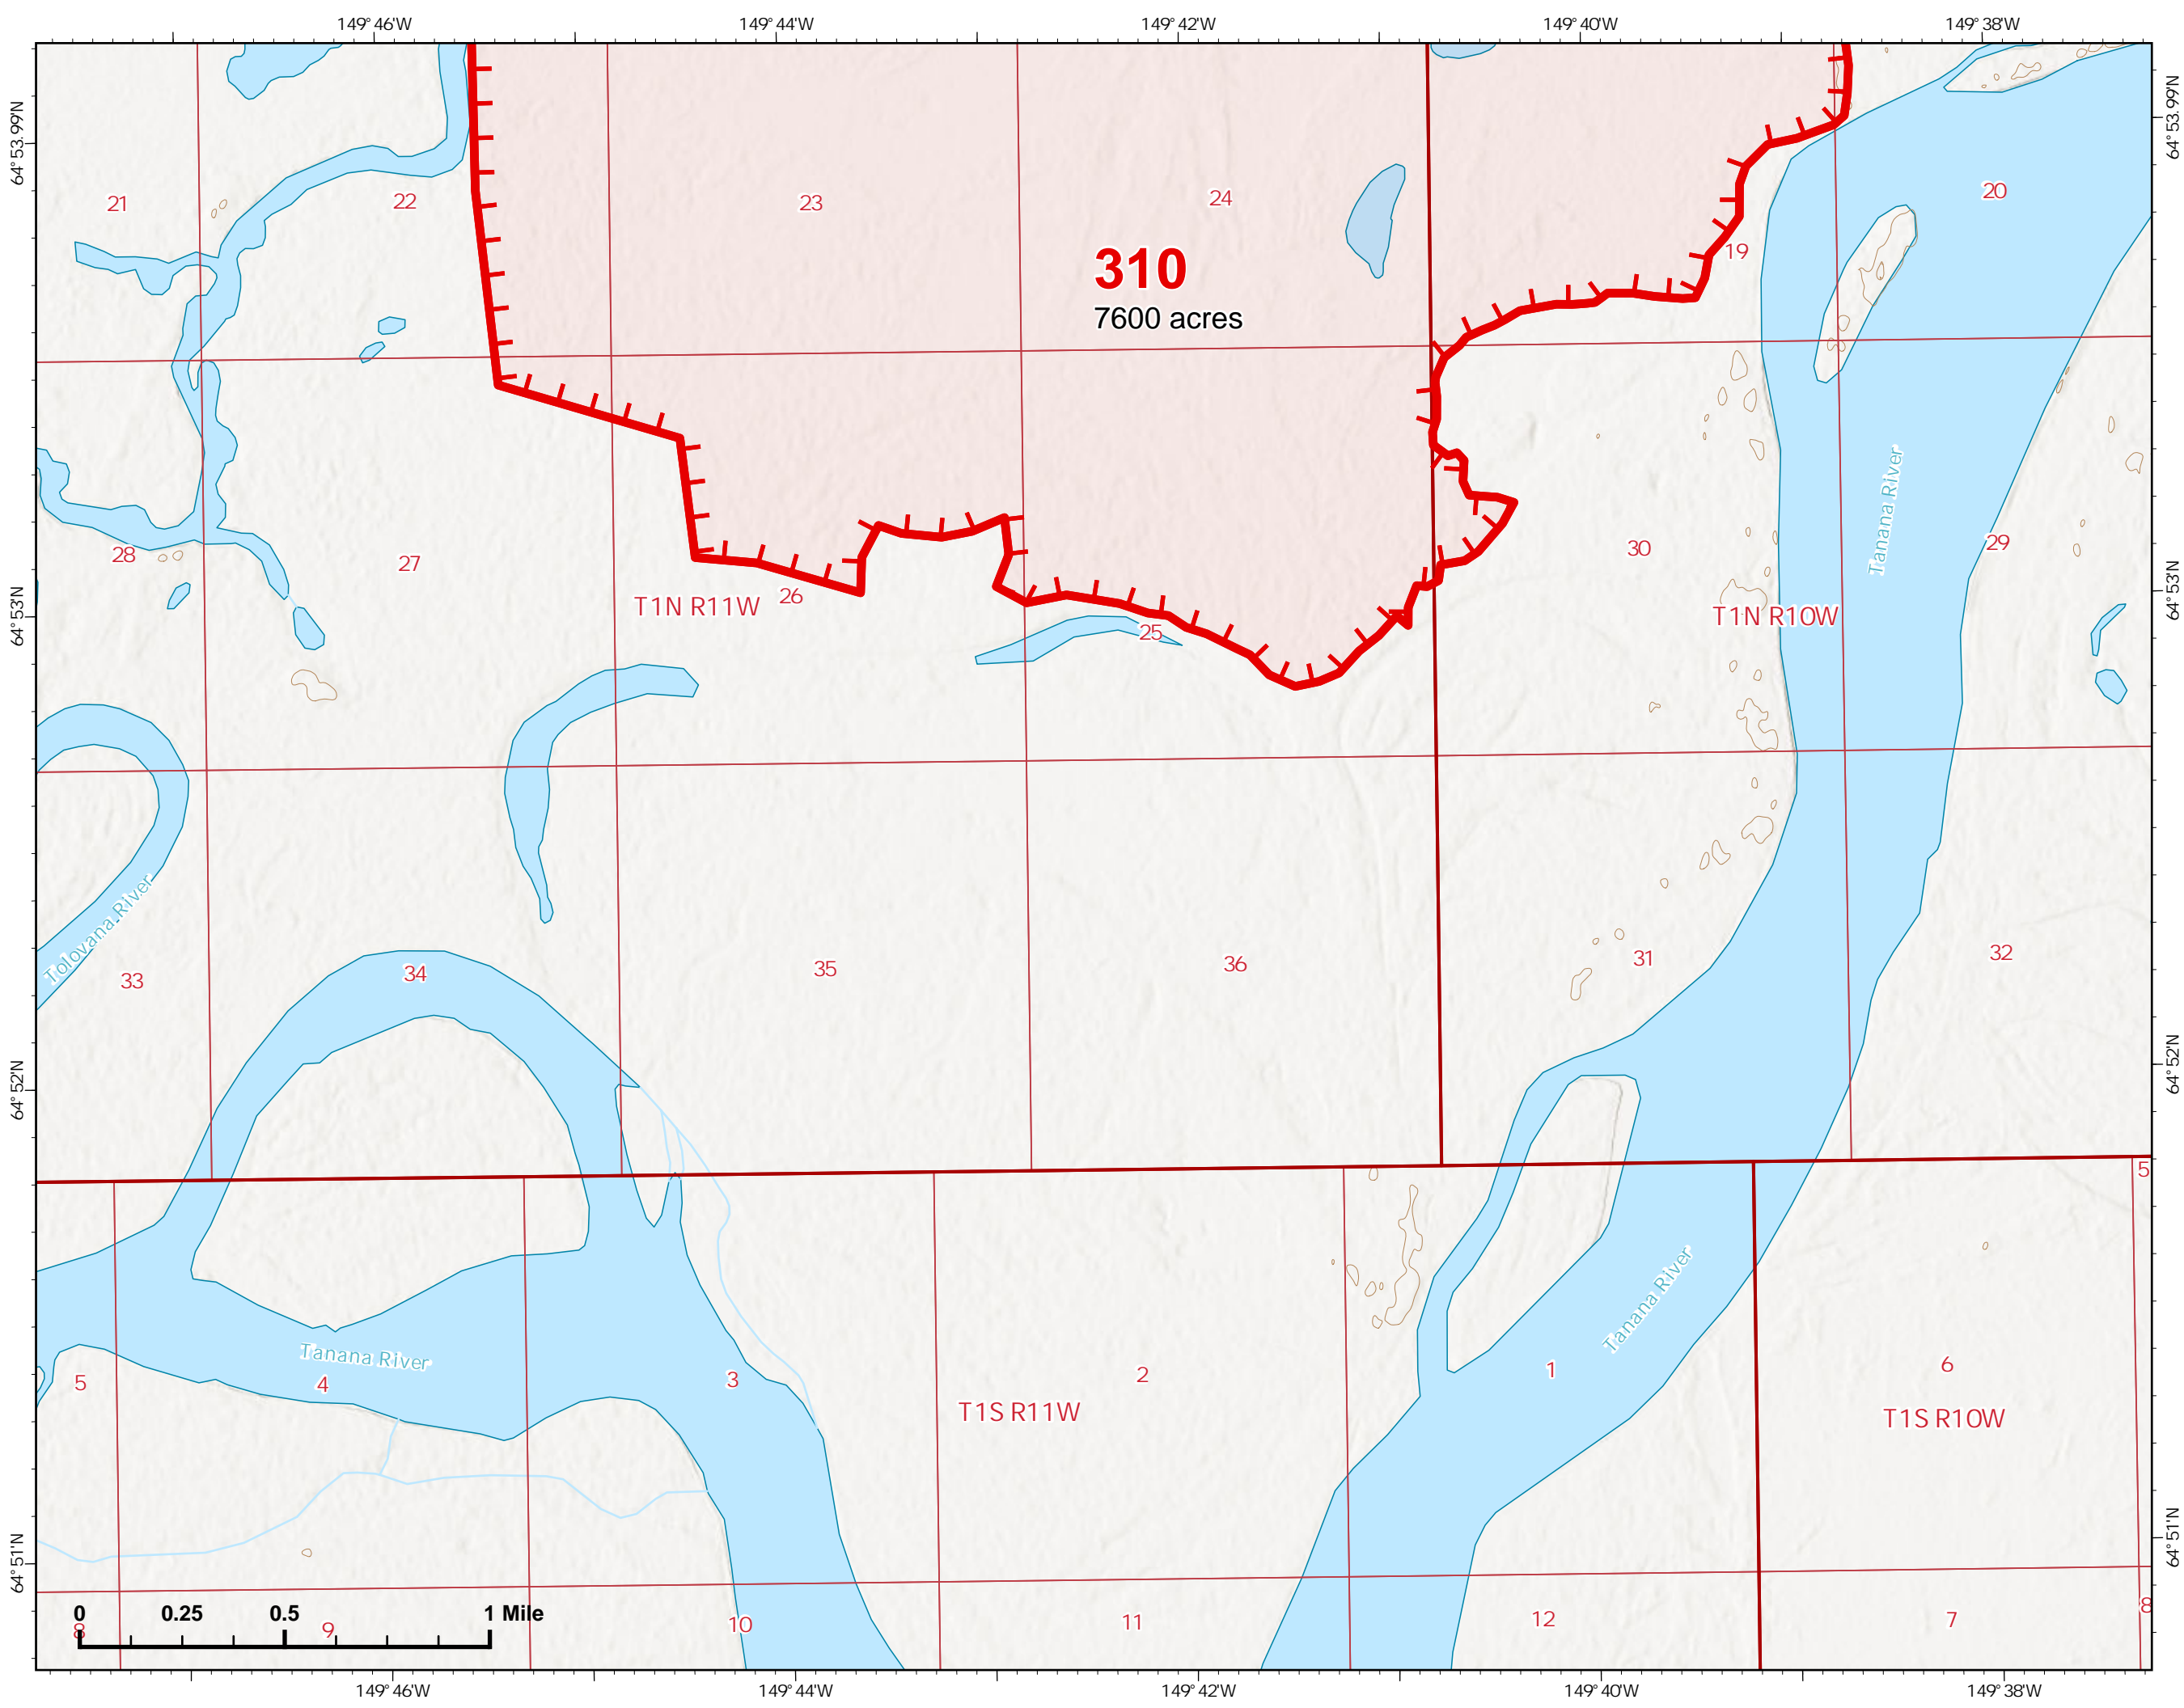 149°46'W
149°44'W
149°42'W
149°40'W
149°38'W
64°53.99'N
64°53.99'N
21
22
23
24
19
20
310
7600 acres
Tanana River
28
27
26
25
30
29
T1N R11W
T1N R10W
64°53'N
64°53'N
Tolovana River
33
34
35
36
31
32
64°52'N
64°52'N
5
Tanana River
Tanana River
5
4
3
2
1
6
T1S R11W
T1S R10W
64°51'N
64°51'N
0 0.25 0.5 1 Mile
8
9
10
11
12
7
8
149°46'W
149°44'W
149°42'W
149°40'W
149°38'W